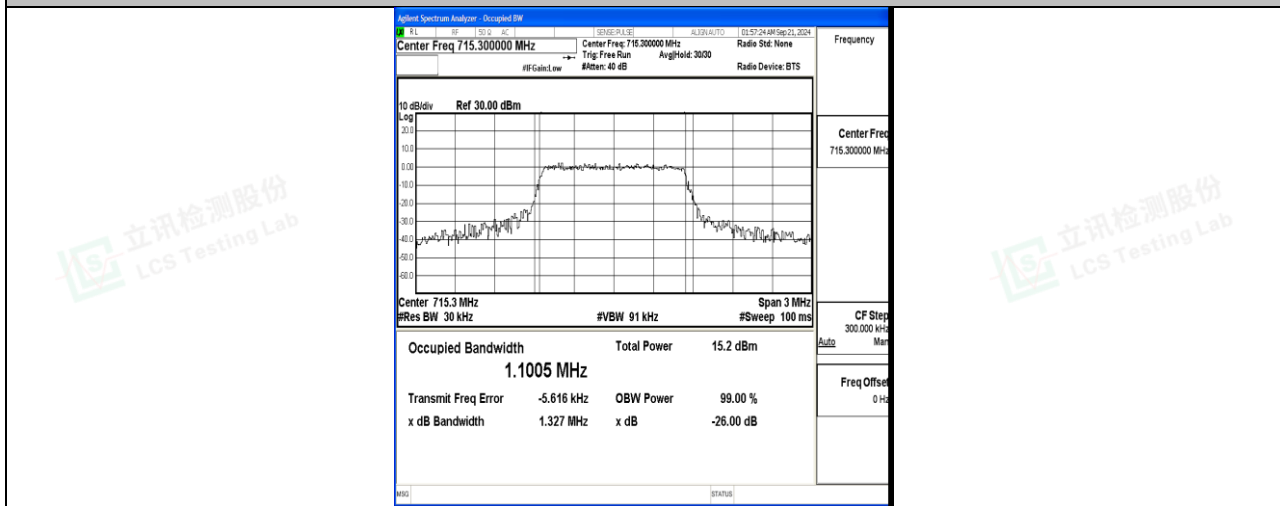 Agilent Spectrum Analyzer - Occupied BW
RL RF 50 Ω AC SENSE:PULSE ALIGN AUTO 01:57:24 AM Sep 21, 2024
Center Freq 715.300000 MHz
Center Freq: 715.300000 MHz
Radio Std: None
Trig: Free Run Avg|Hold: 30/30
#IFGain:Low
#Atten: 40 dB
Radio Device: BTS
Frequency
10 dB/div Ref 30.00 dBm
Log
20.0
10.0
0.00
-10.0
-20.0
-30.0
-40.0
-50.0
-60.0
Center 715.3 MHz Span 3 MHz
#Res BW 30 kHz #VBW 91 kHz #Sweep 100 ms
Occupied Bandwidth Total Power 15.2 dBm
1.1005 MHz
Transmit Freq Error -5.616 kHz OBW Power 99.00 %
x dB Bandwidth 1.327 MHz x dB -26.00 dB
Center Freq
715.300000 MHz
CF Step
300.000 kHz
Auto Man
Freq Offset
0 Hz
MSG STATUS
立讯检测股份
LCS Testing Lab
立讯检测股份
LCS Testing Lab